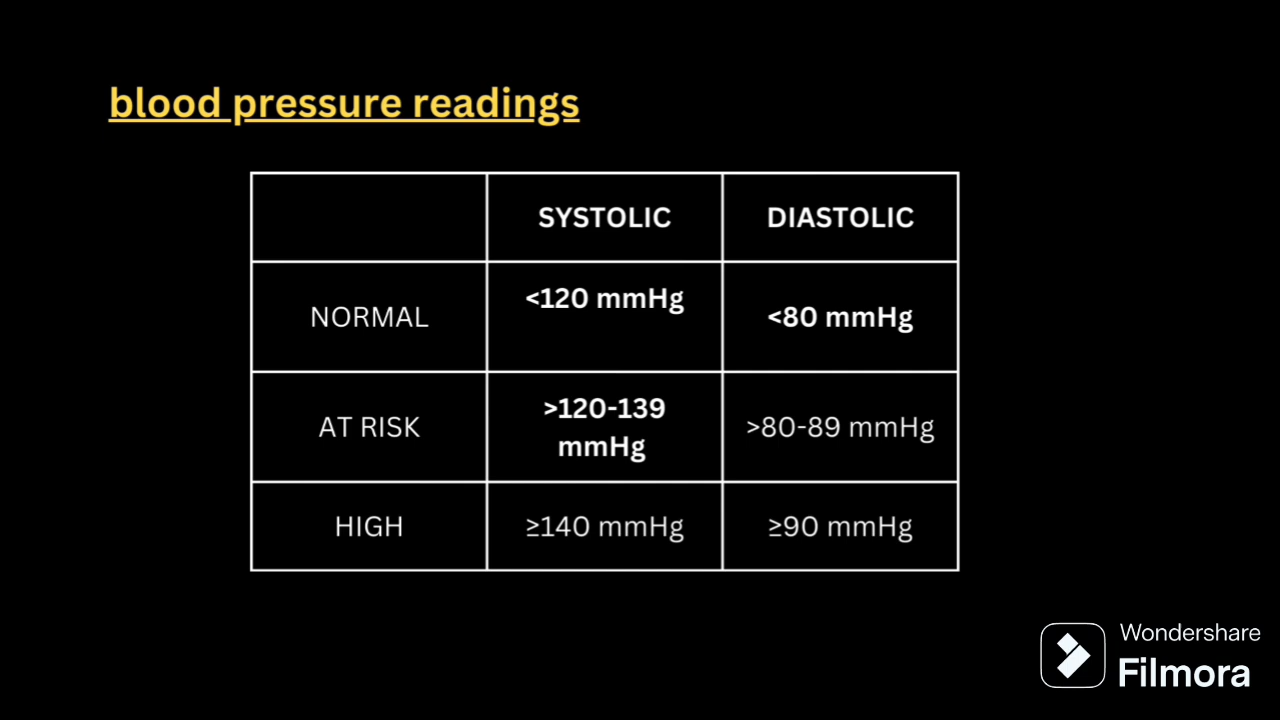 blood pressure readings
SYSTOLIC DIASTOLIC
NORMAL <120 mmHg <80 mmHg
AT RISK >120-139 mmHg >80-89 mmHg
HIGH ≥140 mmHg ≥90 mmHg
Wondershare
Filmora